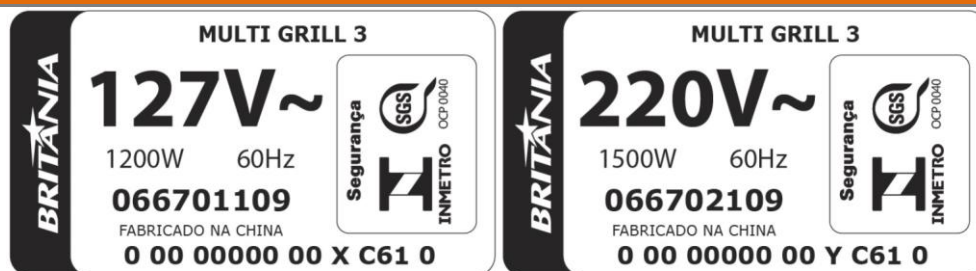 BRITANIA
MULTI GRILL 3
127V~
1200W 60Hz
066701109
FABRICADO NA CHINA
0 00 00000 00 X C61 0
Segurança
SGS
OCP 0040
INMETRO
BRITANIA
MULTI GRILL 3
220V~
1500W 60Hz
066702109
FABRICADO NA CHINA
0 00 00000 00 Y C61 0
Segurança
SGS
OCP 0040
INMETRO